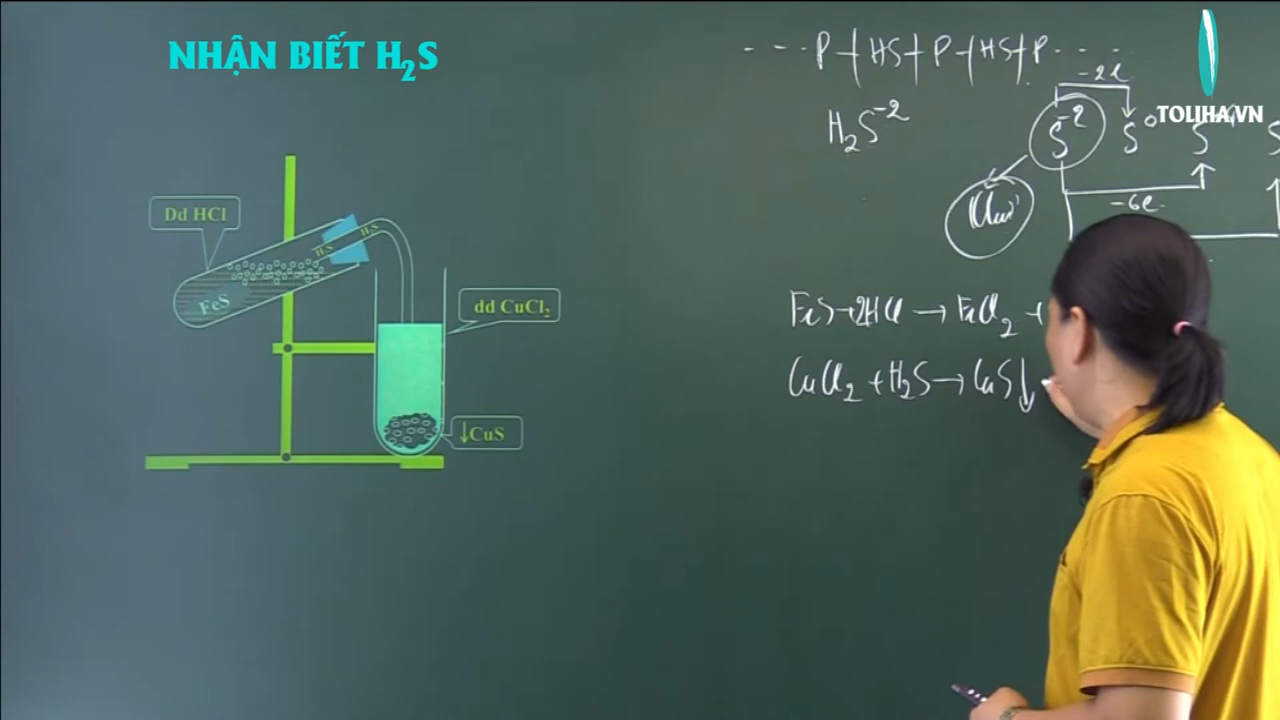 NHẬN BIẾT H₂S
TOLIHA.VN
- - - - P + HS + P + HS + P - - - -
-2e
H₂S⁻²
S⁻² S⁰ S
-6e
Dd HCl
H₂S H₂S
FeS
dd CuCl₂
↓CuS
FeS + 2HCl → FeCl₂ +
CuCl₂ + H₂S → CuS↓